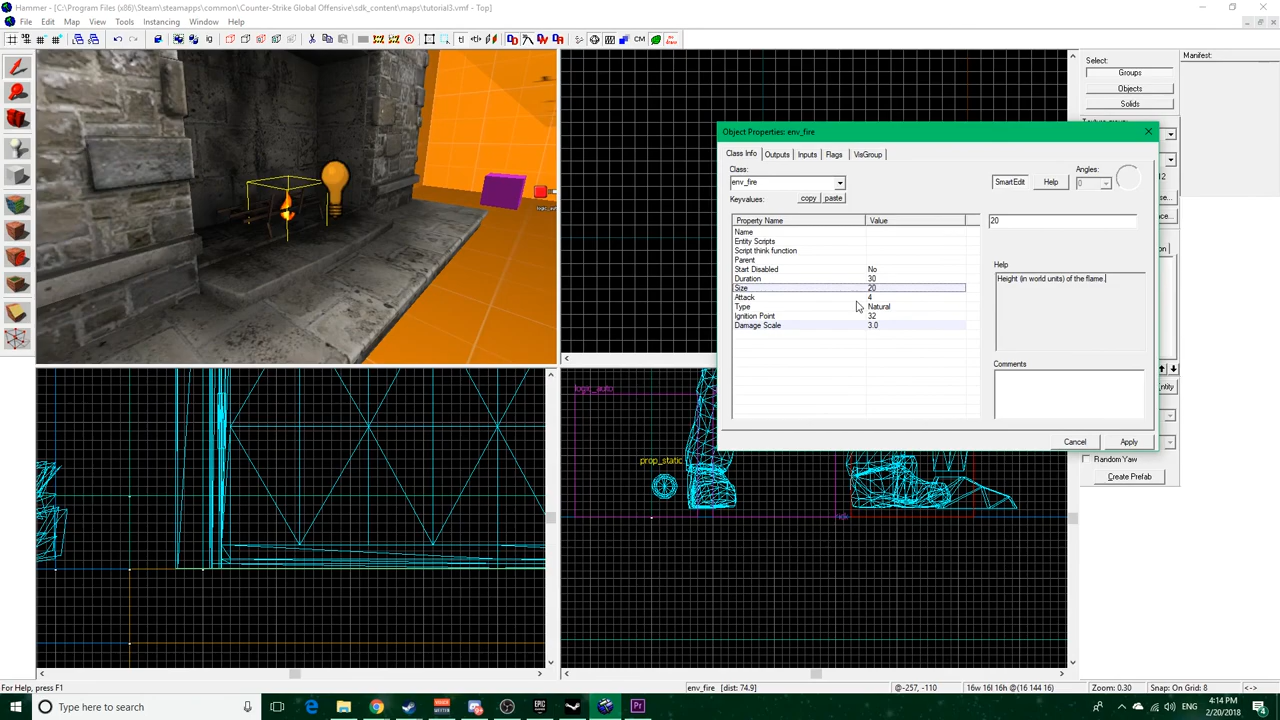 Hammer - [C:\Program Files (x86)\Steam\steamapps\common\Counter-Strike Global Offensive\sdk_content\maps\tutorial3.vmf - Top]
File Edit Map View Tools Instancing Window Help
Select:
Groups
Objects
Solids
Manifest:
Object Properties: env_fire
Class Info Outputs Inputs Flags VisGroup
Class:
env_fire
SmartEdit Help
Angles:
0
Keyvalues: copy paste
Property Name Value
20
Name
Entity Scripts
Script think function
Parent
Start Disabled No
Duration 30
Size 20
Attack 4
Type Natural
Ignition Point 32
Damage Scale 3.0
Help
Height (in world units) of the flame.
Comments
Cancel Apply
logic_auto
prop_static
Random Yaw
Create Prefab
For Help, press F1
env_fire [dist: 74.9]
@-257, -110
16w 16l 16h @(16 144 16)
Zoom: 0.30
Snap: On Grid: 8
<->
Type here to search
ENG
4:14 PM
2/20/2018